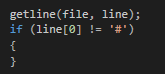 getline(file, line);
if (line[0] != '#')
{
}